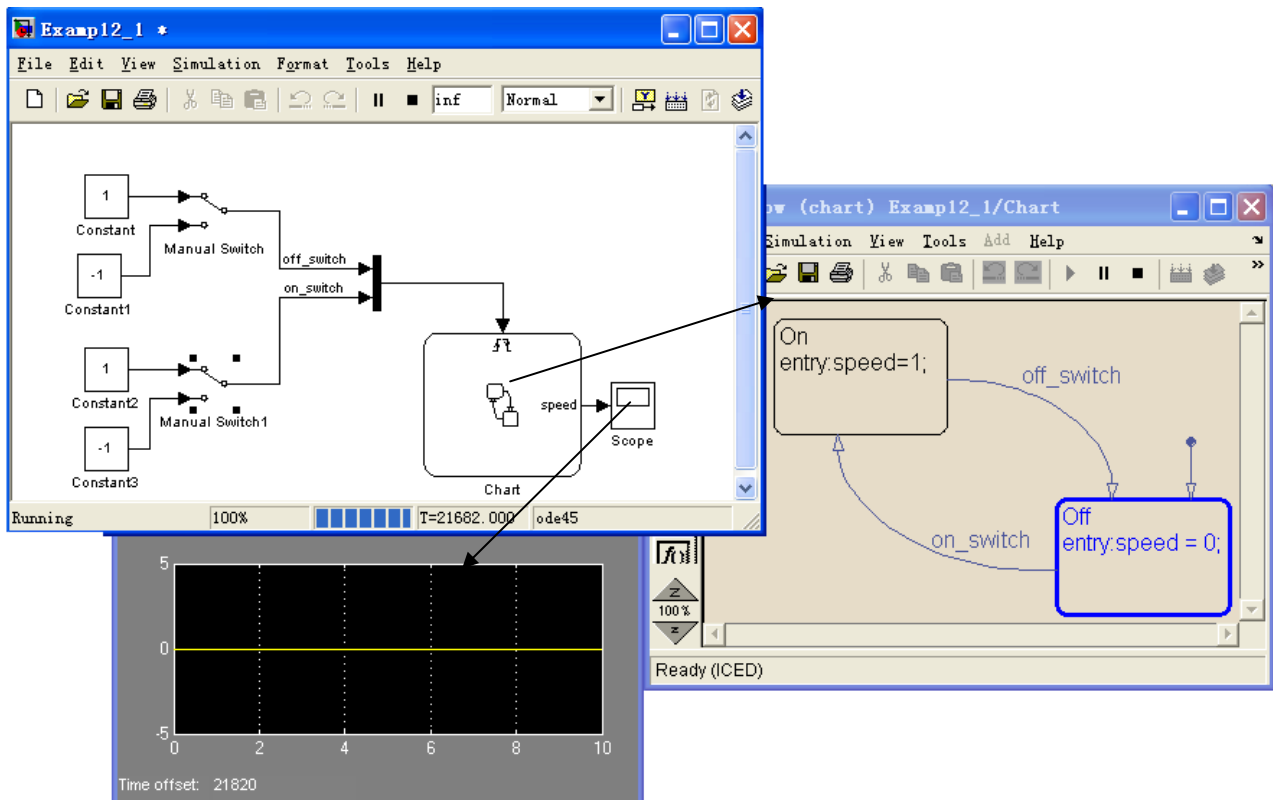 Examp12_1 *
File Edit View Simulation Format Tools Help
inf Normal
1
Constant
-1
Constant1
Manual Switch
off_switch
on_switch
1
Constant2
-1
Constant3
Manual Switch1
speed
Scope
Chart
Running 100% T=21682.000 ode45
(chart) Examp12_1/Chart
Simulation View Tools Add Help
On
entry:speed=1;
off_switch
on_switch
Off
entry:speed = 0;
f()
Z
100%
z
Ready (ICED)
5
0
-5
0 2 4 6 8 10
Time offset: 21820